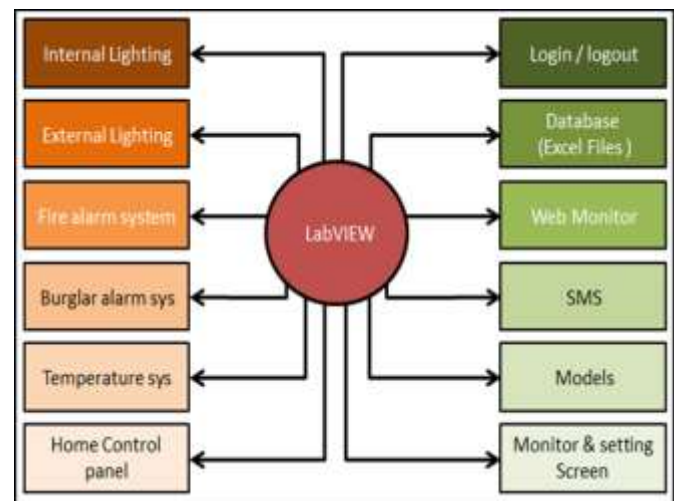 Internal Lighting
External Lighting
Fire alarm system
Burglar alarm sys
Temperature sys
Home Control
panel
LabVIEW
Login / logout
Database
(Excel Files )
Web Monitor
SMS
Models
Monitor & setting
Screen